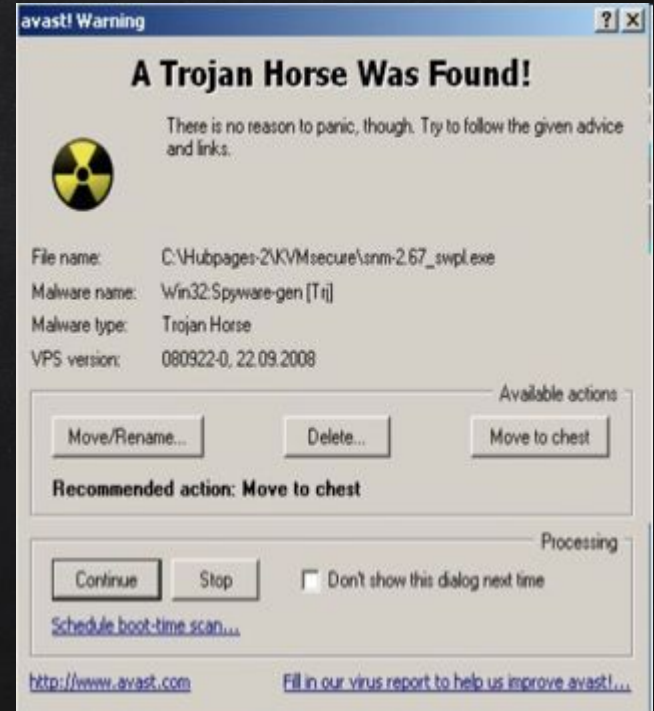 avast! Warning
A Trojan Horse Was Found!
There is no reason to panic, though. Try to follow the given advice
and links.
File name: C:\Hubpages-2\KVMsecure\snm-2.67_swpl.exe
Malware name: Win32:Spyware-gen [Trj]
Malware type: Trojan Horse
VPS version: 080922-0, 22.09.2008
Available actions
Move/Rename... Delete... Move to chest
Recommended action: Move to chest
Processing
Continue Stop Don't show this dialog next time
Schedule boot-time scan...
http://www.avast.com Fill in our virus report to help us improve avast!...